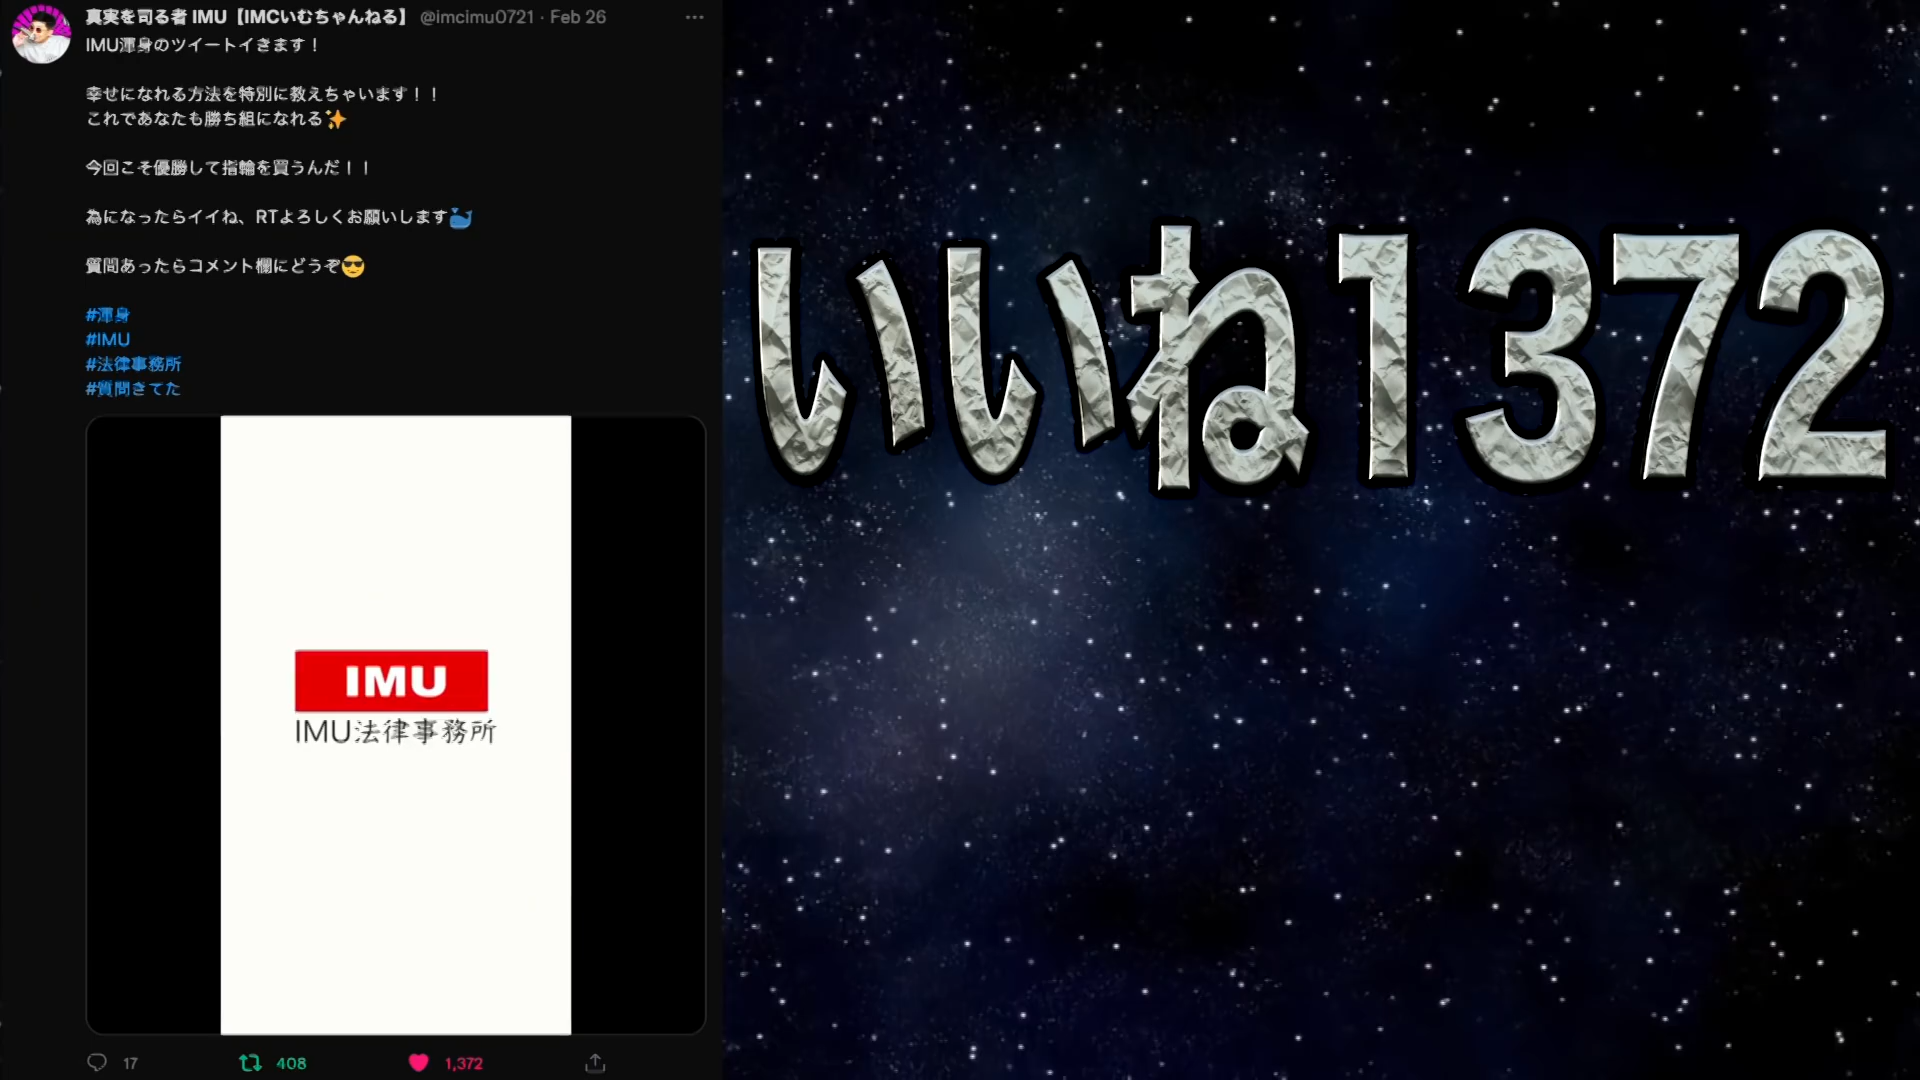 真実を司る者 IMU【IMCいむちゃんねる】 @imcimu0721 · Feb 26
IMU渾身のツイートイきます！
幸せになれる方法を特別に教えちゃいます！！
これであなたも勝ち組になれる✨
今回こそ優勝して指輪を買うんだ！！
為になったらイイね、RTよろしくお願いします🐳
質問あったらコメント欄にどうぞ😎
#渾身
#IMU
#法律事務所
#質問きてた
IMU
IMU法律事務所
17 408 1,372
いいね1372